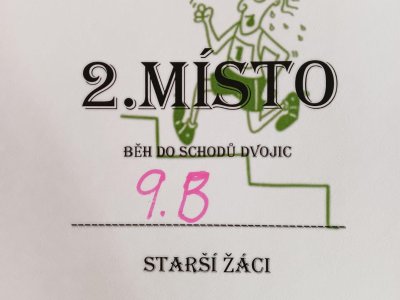 2.MÍSTO
BĚH DO SCHODŮ DVOJIC
9.B
STARŠÍ ŽÁCI